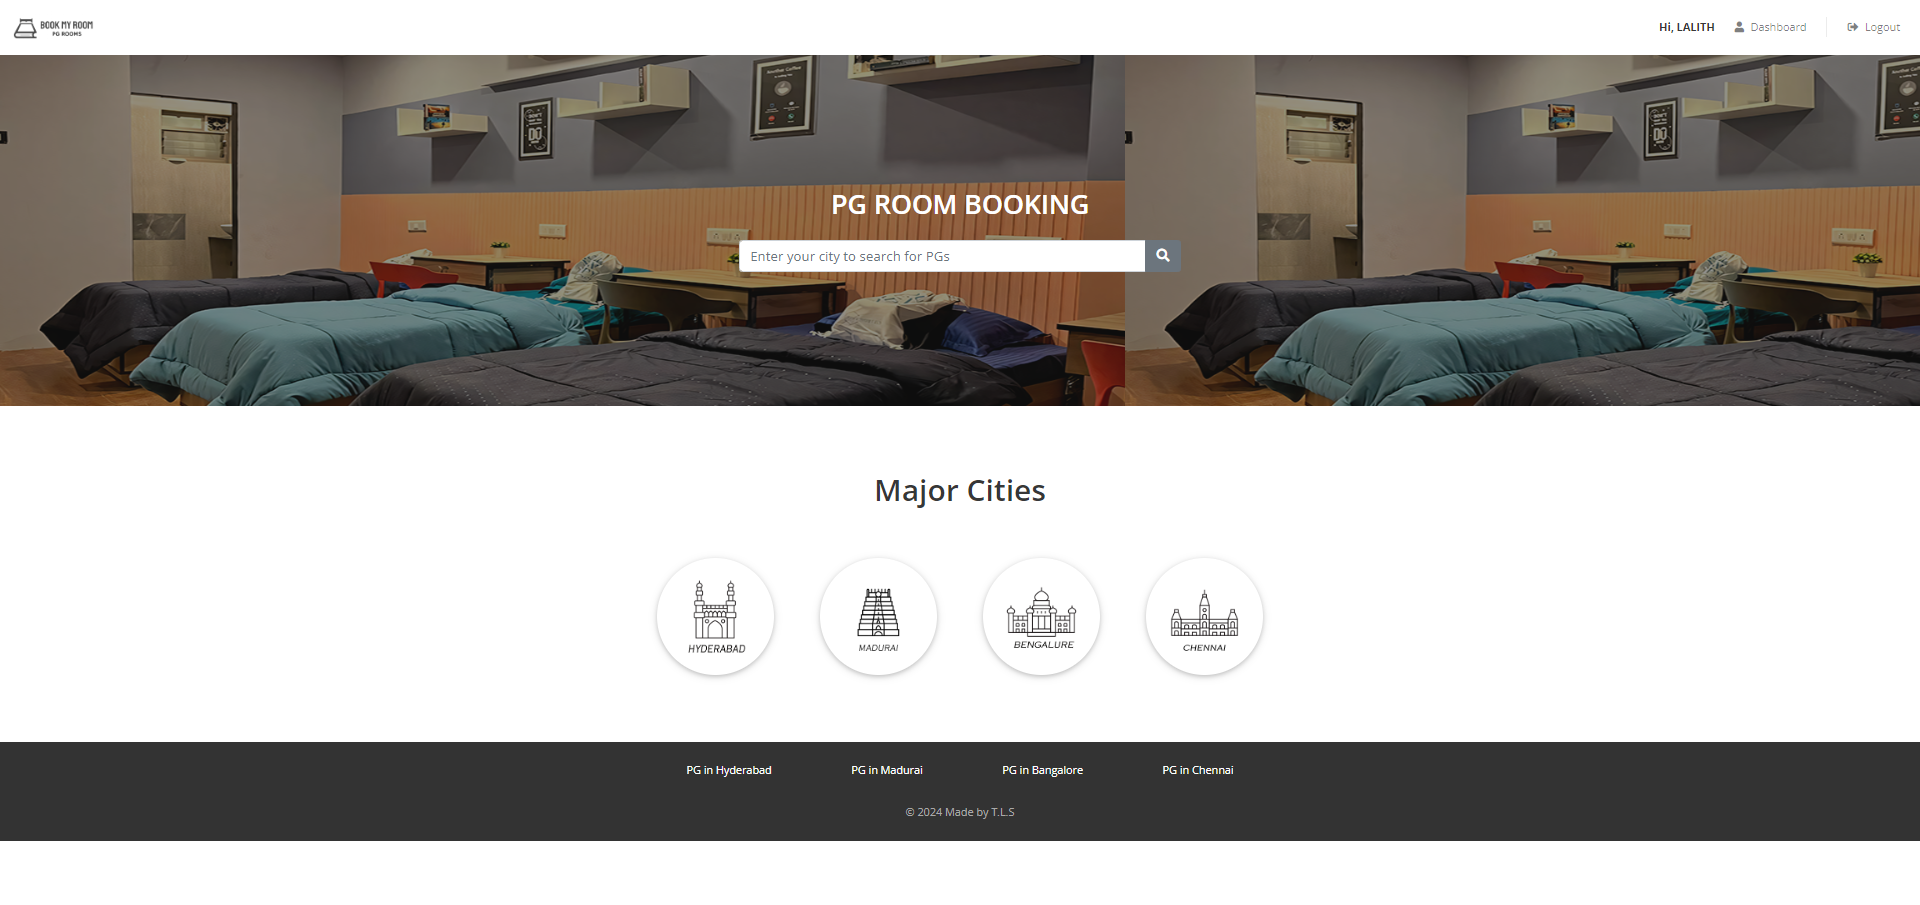 BOOK MY ROOM
PG ROOMS
Hi, LALITH
Dashboard
Logout
PG ROOM BOOKING
Enter your city to search for PGs
Major Cities
HYDERABAD
MADURAI
BENGALURE
CHENNAI
PG in Hyderabad
PG in Madurai
PG in Bangalore
PG in Chennai
© 2024 Made by T.L.S